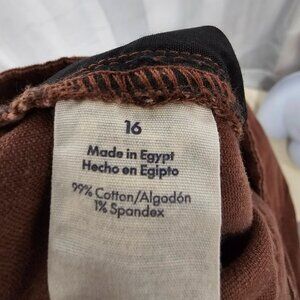 16
Made in Egypt
Hecho en Egipto
99% Cotton/Algodón
1% Spandex